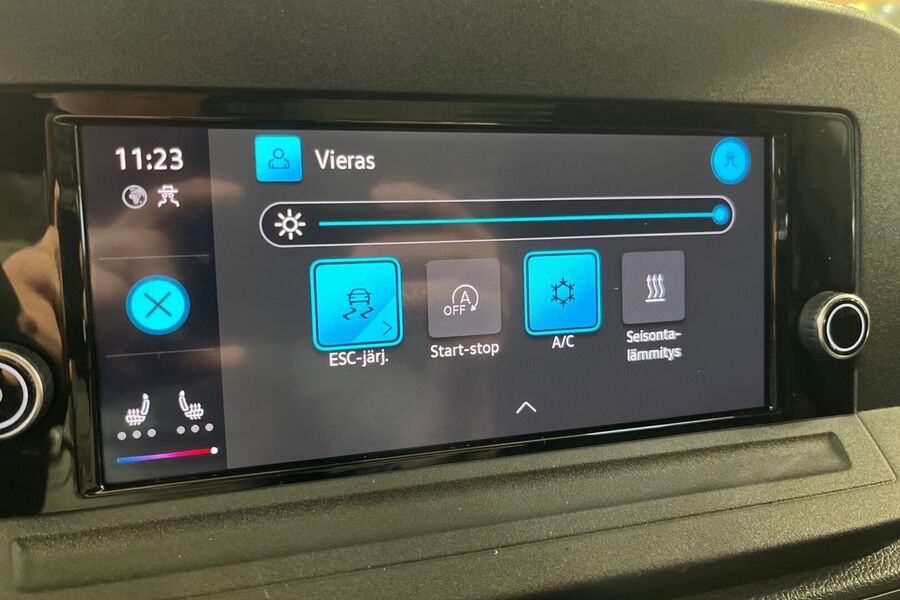 11:23
Vieras
A
OFF
ESC-järj.
Start-stop
A/C
Seisonta-
lämmitys